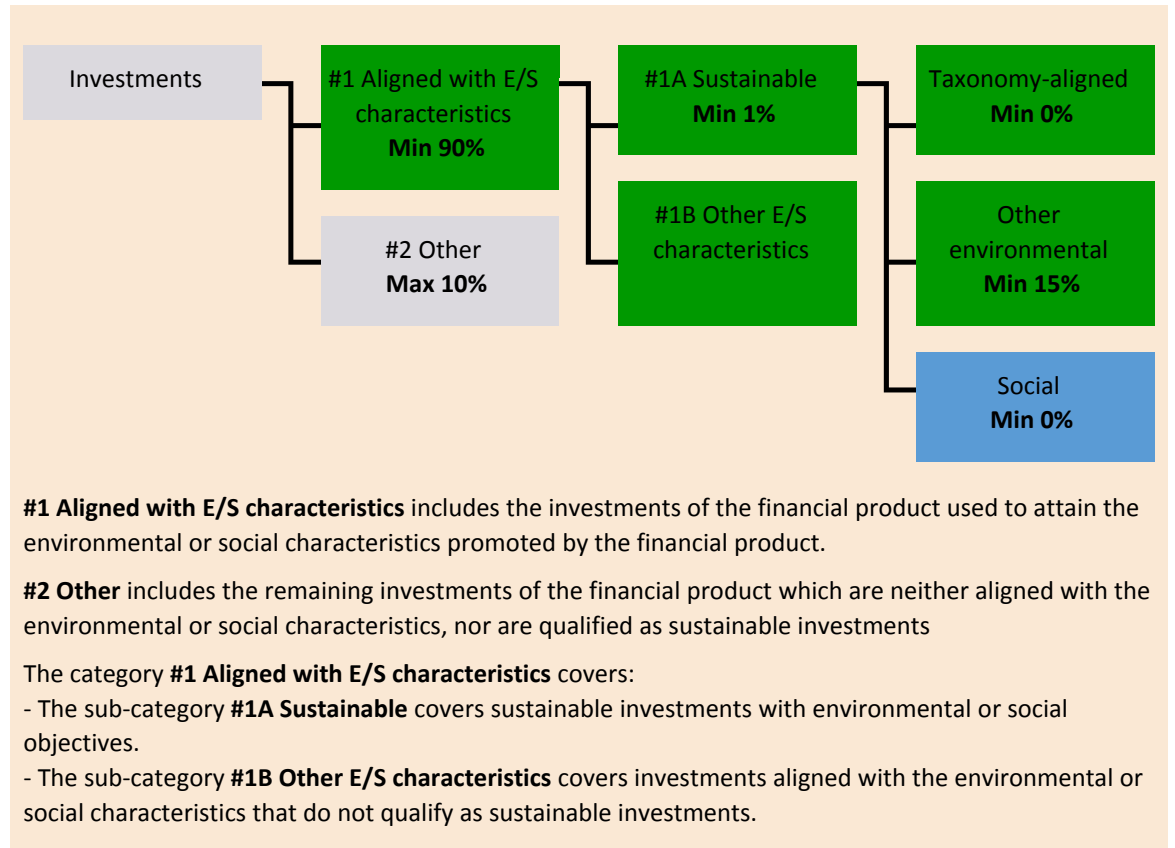 Investments
#1 Aligned with E/S
characteristics
Min 90%
#2 Other
Max 10%
#1A Sustainable
Min 1%
#1B Other E/S
characteristics
Taxonomy-aligned
Min 0%
Other
environmental
Min 15%
Social
Min 0%
#1 Aligned with E/S characteristics includes the investments of the financial product used to attain the
environmental or social characteristics promoted by the financial product.
#2 Other includes the remaining investments of the financial product which are neither aligned with the
environmental or social characteristics, nor are qualified as sustainable investments
The category #1 Aligned with E/S characteristics covers:
- The sub-category #1A Sustainable covers sustainable investments with environmental or social
objectives.
- The sub-category #1B Other E/S characteristics covers investments aligned with the environmental or
social characteristics that do not qualify as sustainable investments.